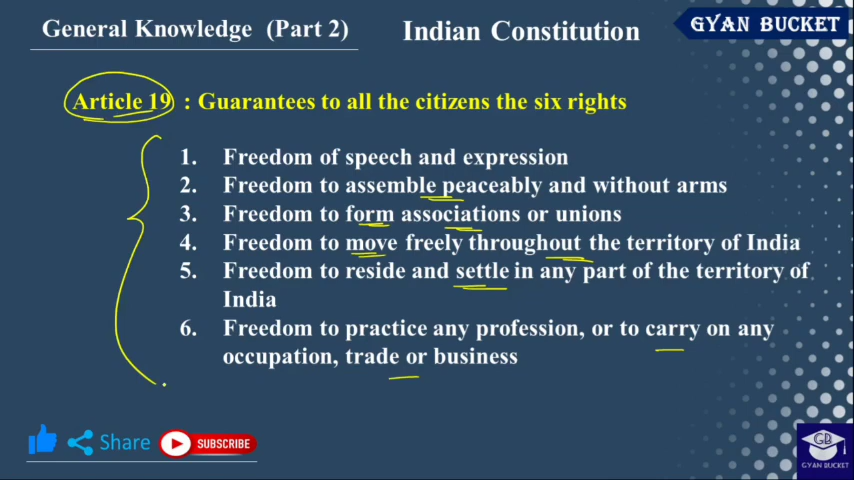 General Knowledge (Part 2)
Indian Constitution
GYAN BUCKET
Article 19 : Guarantees to all the citizens the six rights
1. Freedom of speech and expression
2. Freedom to assemble peaceably and without arms
3. Freedom to form associations or unions
4. Freedom to move freely throughout the territory of India
5. Freedom to reside and settle in any part of the territory of
India
6. Freedom to practice any profession, or to carry on any
occupation, trade or business
Share
SUBSCRIBE
GB
GYAN BUCKET